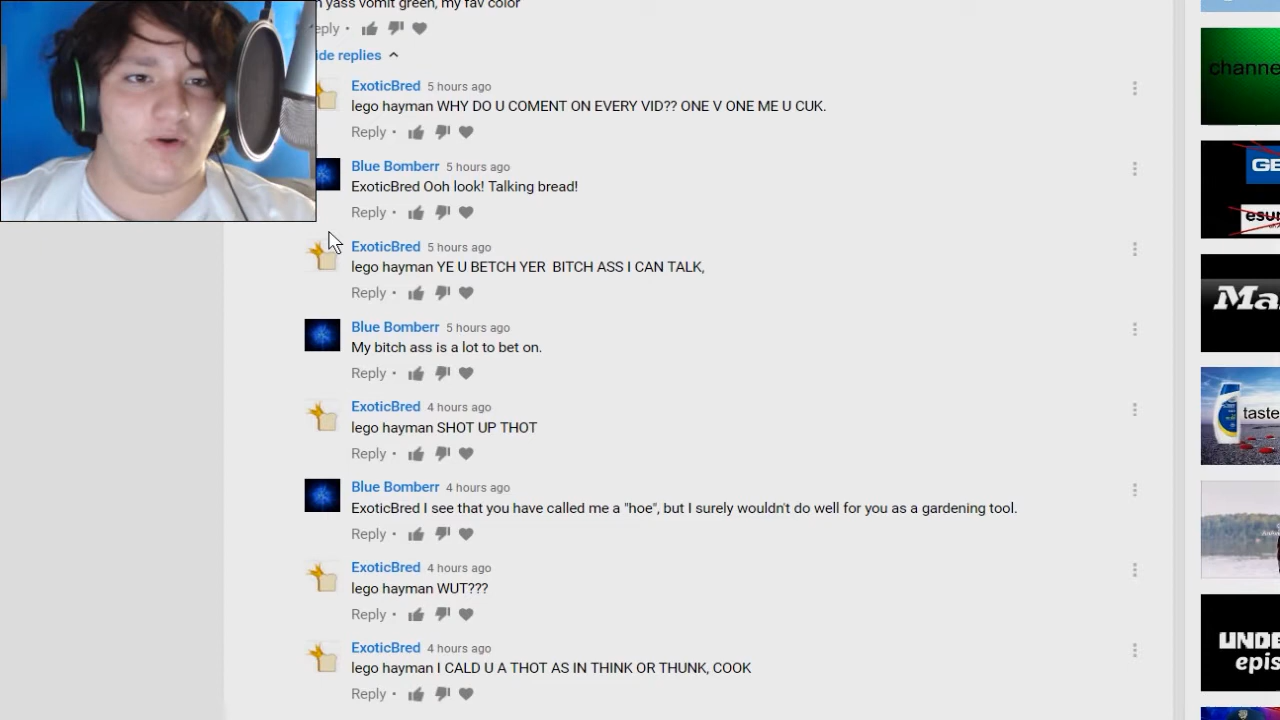 yass vomit green, my fav color
eply •
ide replies
ExoticBred 5 hours ago
lego hayman WHY DO U COMENT ON EVERY VID?? ONE V ONE ME U CUK.
Reply •
Blue Bomberr 5 hours ago
ExoticBred Ooh look! Talking bread!
Reply •
ExoticBred 5 hours ago
lego hayman YE U BETCH YER BITCH ASS I CAN TALK,
Reply •
Blue Bomberr 5 hours ago
My bitch ass is a lot to bet on.
Reply •
ExoticBred 4 hours ago
lego hayman SHOT UP THOT
Reply •
Blue Bomberr 4 hours ago
ExoticBred I see that you have called me a "hoe", but I surely wouldn't do well for you as a gardening tool.
Reply •
ExoticBred 4 hours ago
lego hayman WUT???
Reply •
ExoticBred 4 hours ago
lego hayman I CALD U A THOT AS IN THINK OR THUNK, COOK
Reply •
channe
GE
esur
Ma
taste
UNDE
epis